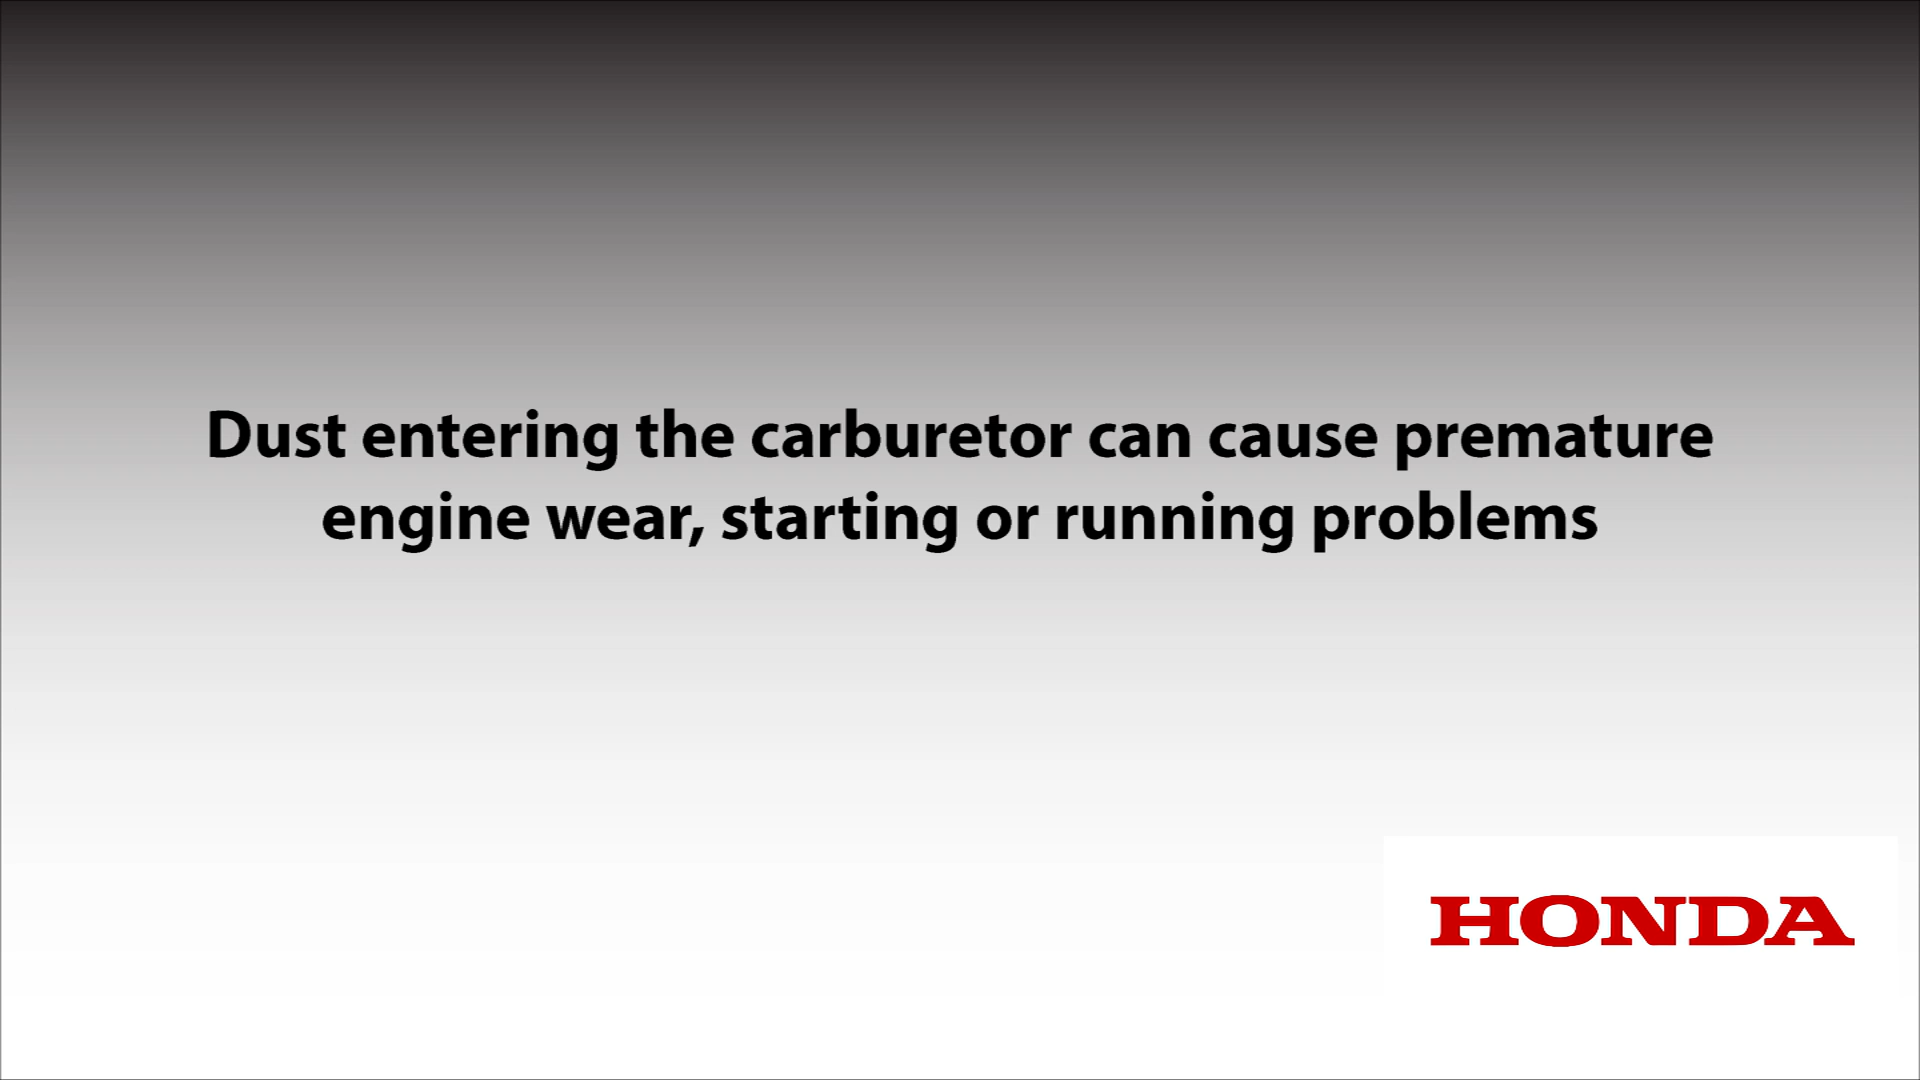 Dust entering the carburetor can cause premature
engine wear, starting or running problems
HONDA